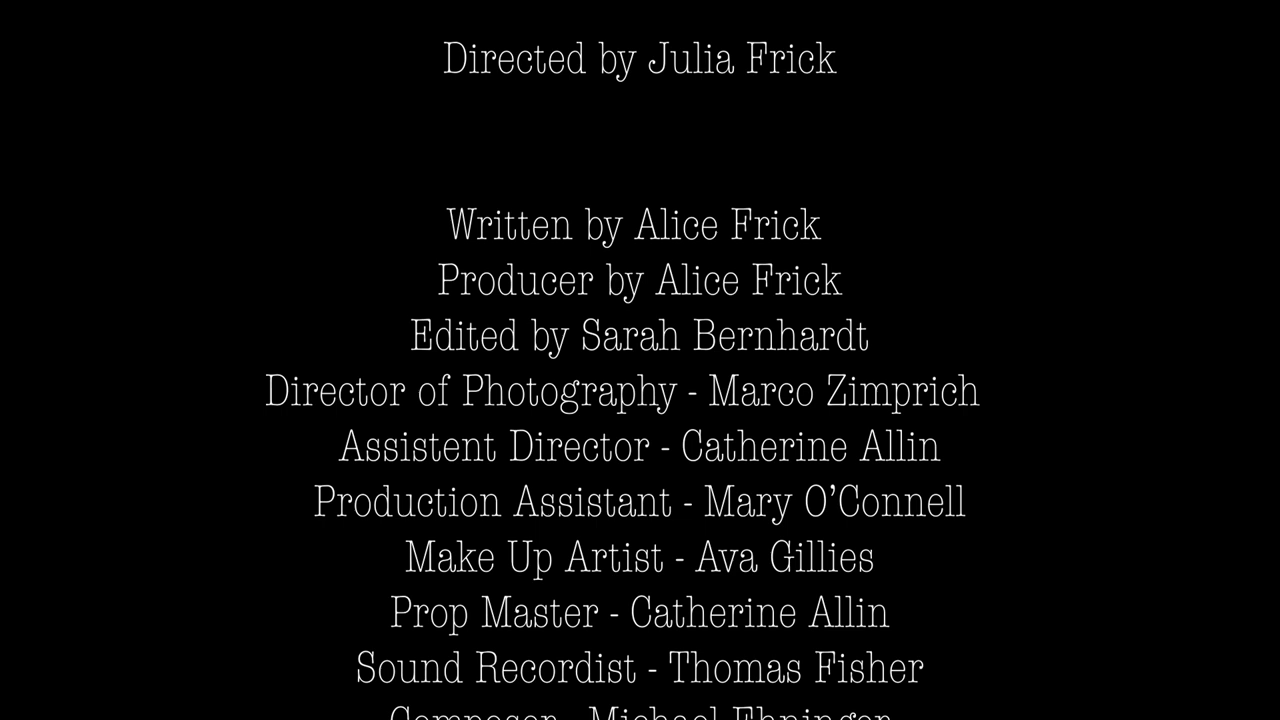 Directed by Julia Frick
Written by Alice Frick
Producer by Alice Frick
Edited by Sarah Bernhardt
Director of Photography - Marco Zimprich
Assistent Director - Catherine Allin
Production Assistant - Mary O’Connell
Make Up Artist - Ava Gillies
Prop Master - Catherine Allin
Sound Recordist - Thomas Fisher
Composer - Michael